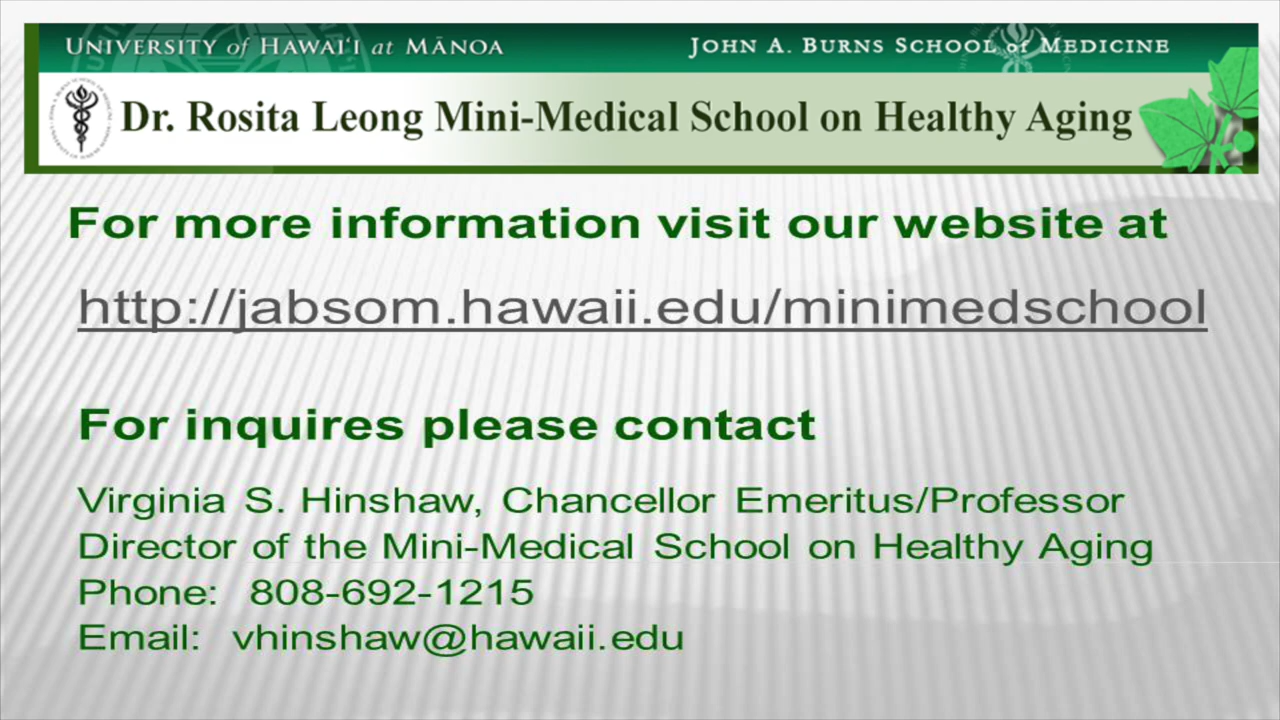 UNIVERSITY of HAWAIʻI at MĀNOA
JOHN A. BURNS SCHOOL of MEDICINE
Dr. Rosita Leong Mini-Medical School on Healthy Aging
For more information visit our website at
http://jabsom.hawaii.edu/minimedschool
For inquires please contact
Virginia S. Hinshaw, Chancellor Emeritus/Professor
Director of the Mini-Medical School on Healthy Aging
Phone: 808-692-1215
Email: vhinshaw@hawaii.edu